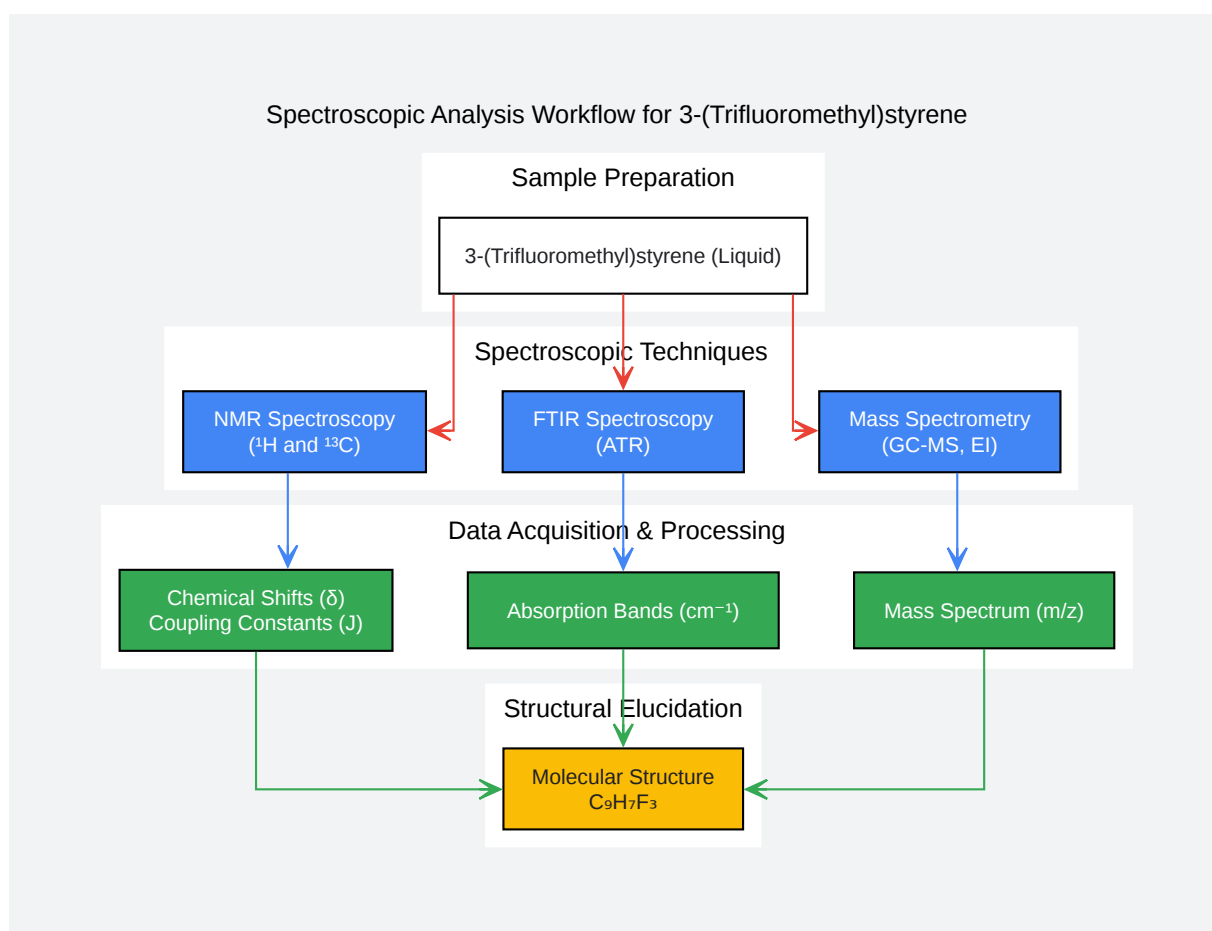 Spectroscopic Analysis Workflow for 3-(Trifluoromethyl)styrene
Sample Preparation
3-(Trifluoromethyl)styrene (Liquid)
Spectroscopic Techniques
NMR Spectroscopy
(¹H and ¹³C)
FTIR Spectroscopy
(ATR)
Mass Spectrometry
(GC-MS, EI)
Data Acquisition & Processing
Chemical Shifts (δ)
Coupling Constants (J)
Absorption Bands (cm⁻¹)
Mass Spectrum (m/z)
Structural Elucidation
Molecular Structure
C₉H₇F₃